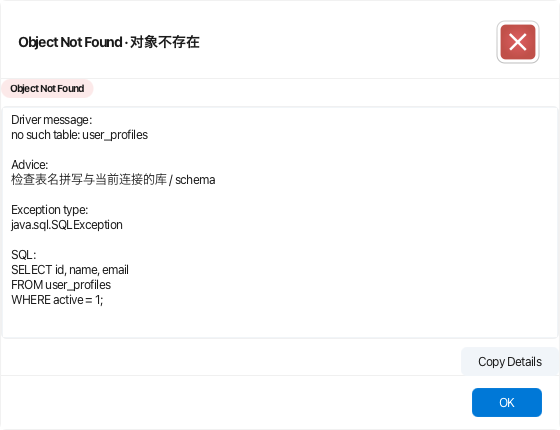 Object Not Found · 对象不存在
Object Not Found
Driver message:
no such table: user_profiles
Advice:
检查表名拼写与当前连接的库 / schema
Exception type:
java.sql.SQLException
SQL:
SELECT id, name, email
FROM user_profiles
WHERE active = 1;
Copy Details
OK